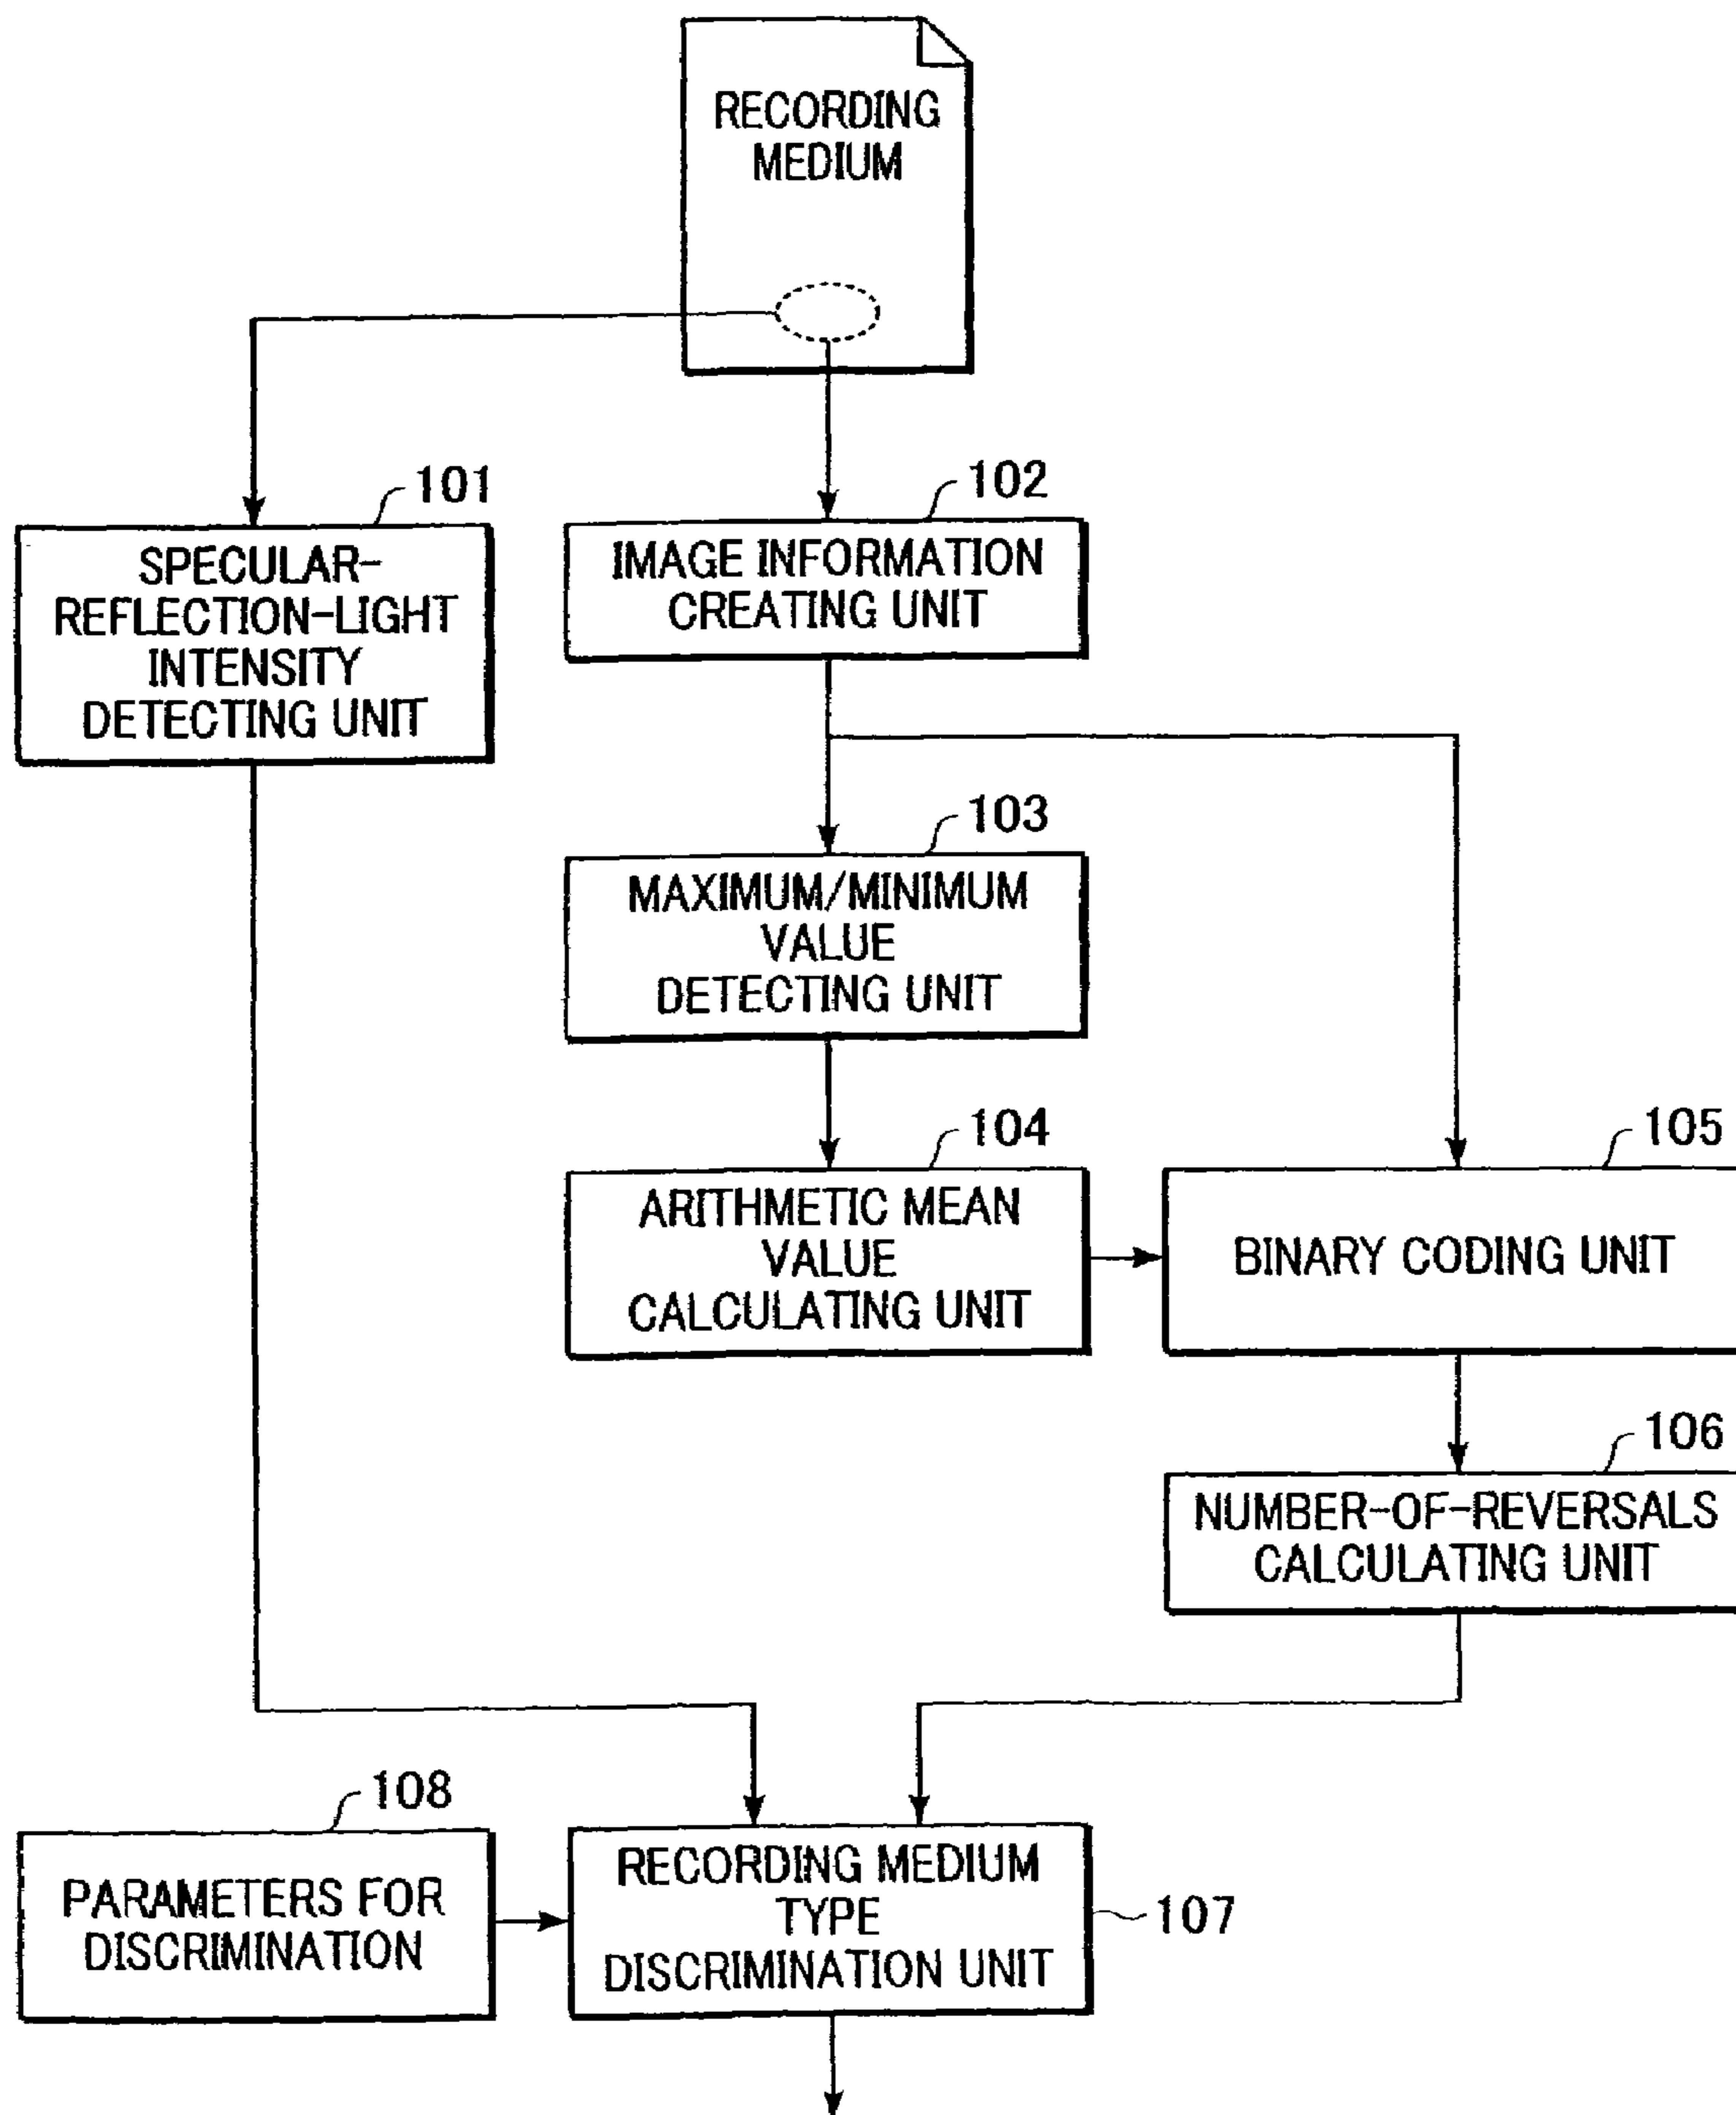 RECORDING
MEDIUM
101
SPECULAR-
REFLECTION-LIGHT
INTENSITY
DETECTING UNIT
102
IMAGE INFORMATION
CREATING UNIT
103
MAXIMUM/MINIMUM
VALUE
DETECTING UNIT
104
ARITHMETIC MEAN
VALUE
CALCULATING UNIT
105
BINARY CODING UNIT
106
NUMBER-OF-REVERSALS
CALCULATING UNIT
108
PARAMETERS FOR
DISCRIMINATION
RECORDING MEDIUM
TYPE
DISCRIMINATION UNIT
107